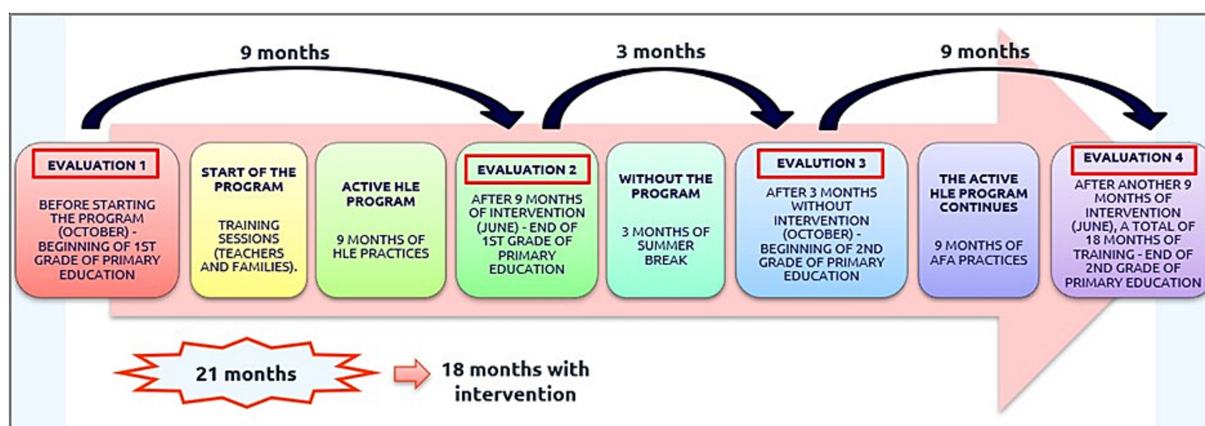 9 months
3 months
9 months
EVALUATION 1
BEFORE STARTING
THE PROGRAM
(OCTOBER) -
BEGINNING OF 1ST
GRADE OF PRIMARY
EDUCATION
START OF THE
PROGRAM
TRAINING
SESSIONS
(TEACHERS
AND FAMILIES).
ACTIVE HLE
PROGRAM
9 MONTHS OF
HLE PRACTICES
EVALUATION 2
AFTER 9 MONTHS
OF INTERVENTION
(JUNE) - END OF
1ST GRADE OF
PRIMARY
EDUCATION
WITHOUT THE
PROGRAM
3 MONTHS OF
SUMMER
BREAK
EVALUTION 3
AFTER 3 MONTHS
WITHOUT
INTERVENTION
(OCTOBER) -
BEGINNING OF 2ND
GRADE OF PRIMARY
EDUCATION
THE ACTIVE
HLE PROGRAM
CONTINUES
9 MONTHS OF
AFA PRACTICES
EVALUATION 4
AFTER ANOTHER 9
MONTHS OF
INTERVENTION
(JUNE), A TOTAL OF
18 MONTHS OF
TRAINING - END OF
2ND GRADE OF
PRIMARY EDUCATION
21 months
18 months with
intervention